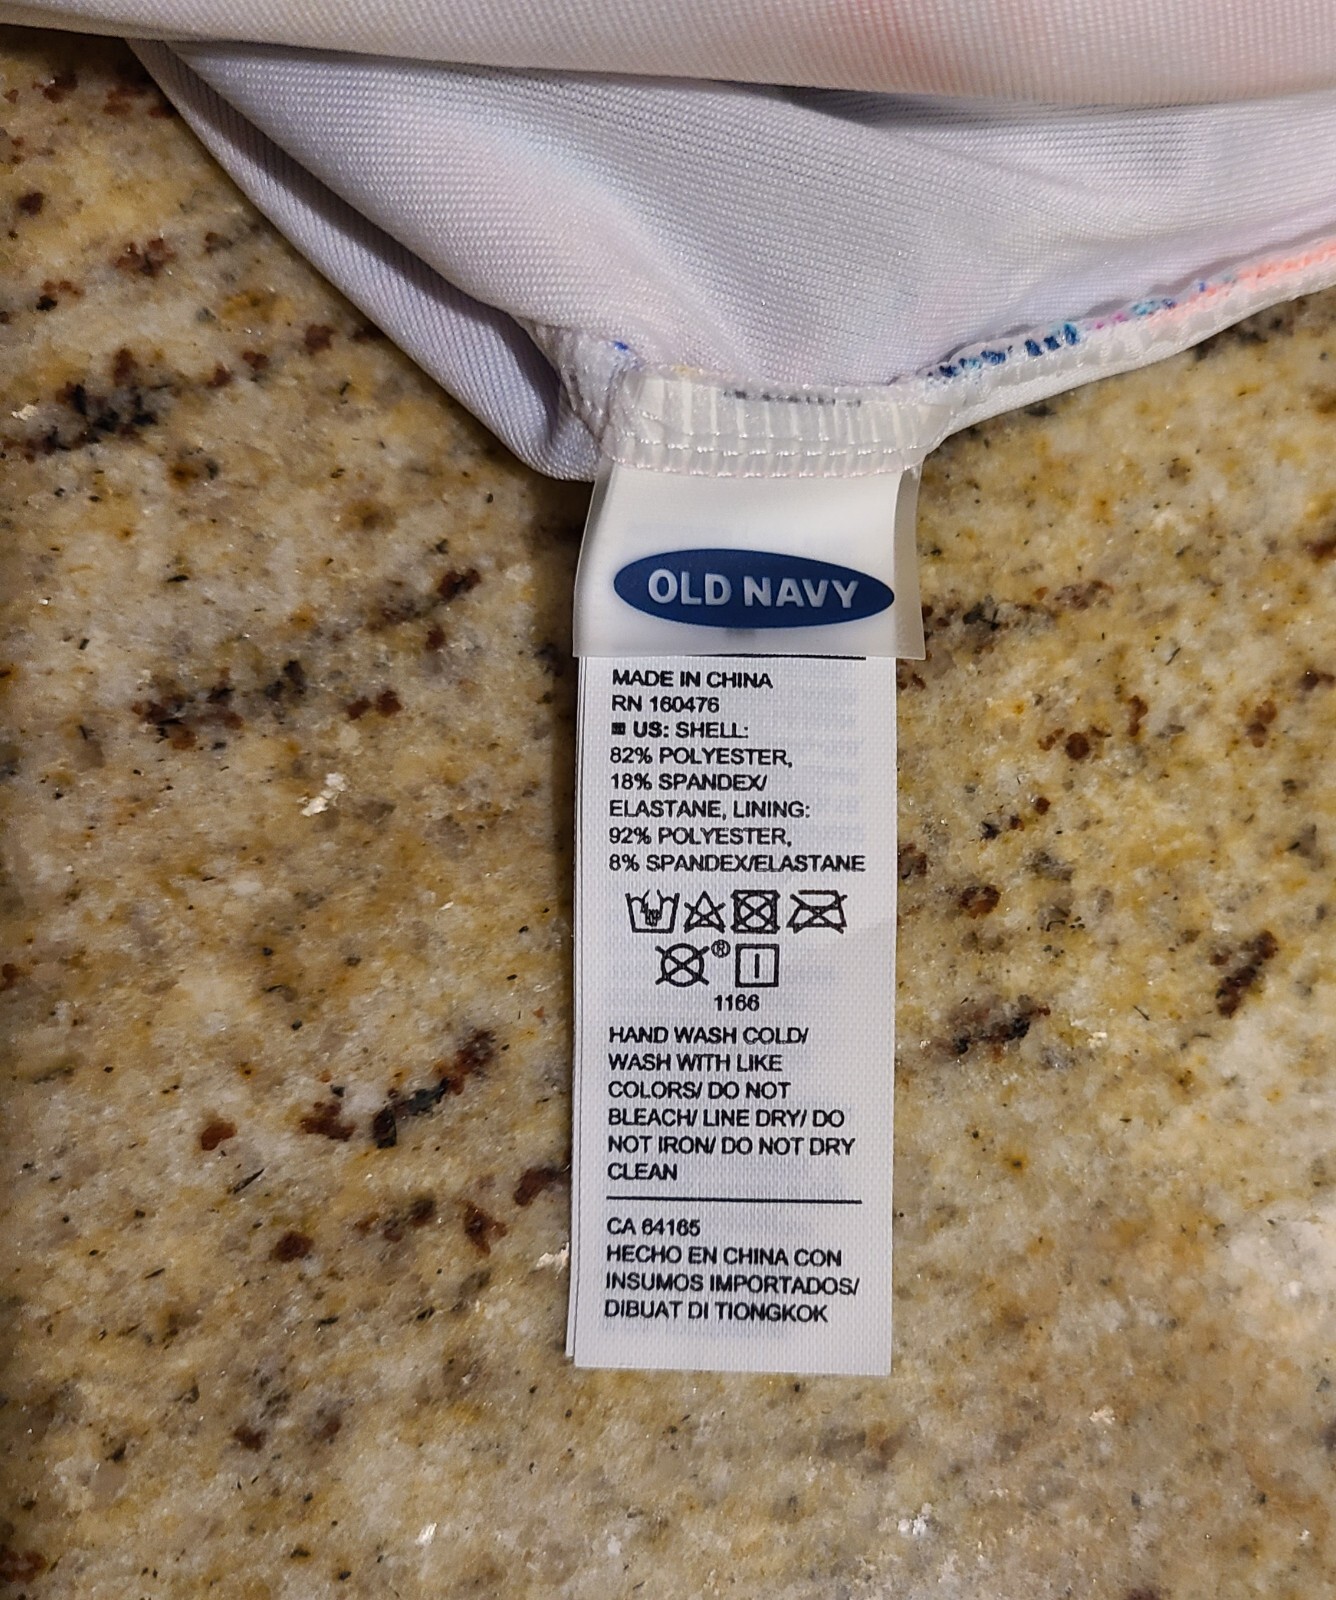 OLD NAVY
MADE IN CHINA
RN 160476
US: SHELL:
82% POLYESTER,
18% SPANDEX/
ELASTANE, LINING:
92% POLYESTER,
8% SPANDEX/ELASTANE
®
1166
HAND WASH COLD/
WASH WITH LIKE
COLORS/ DO NOT
BLEACH/ LINE DRY/ DO
NOT IRON/ DO NOT DRY
CLEAN
CA 64165
HECHO EN CHINA CON
INSUMOS IMPORTADOS/
DIBUAT DI TIONGKOK